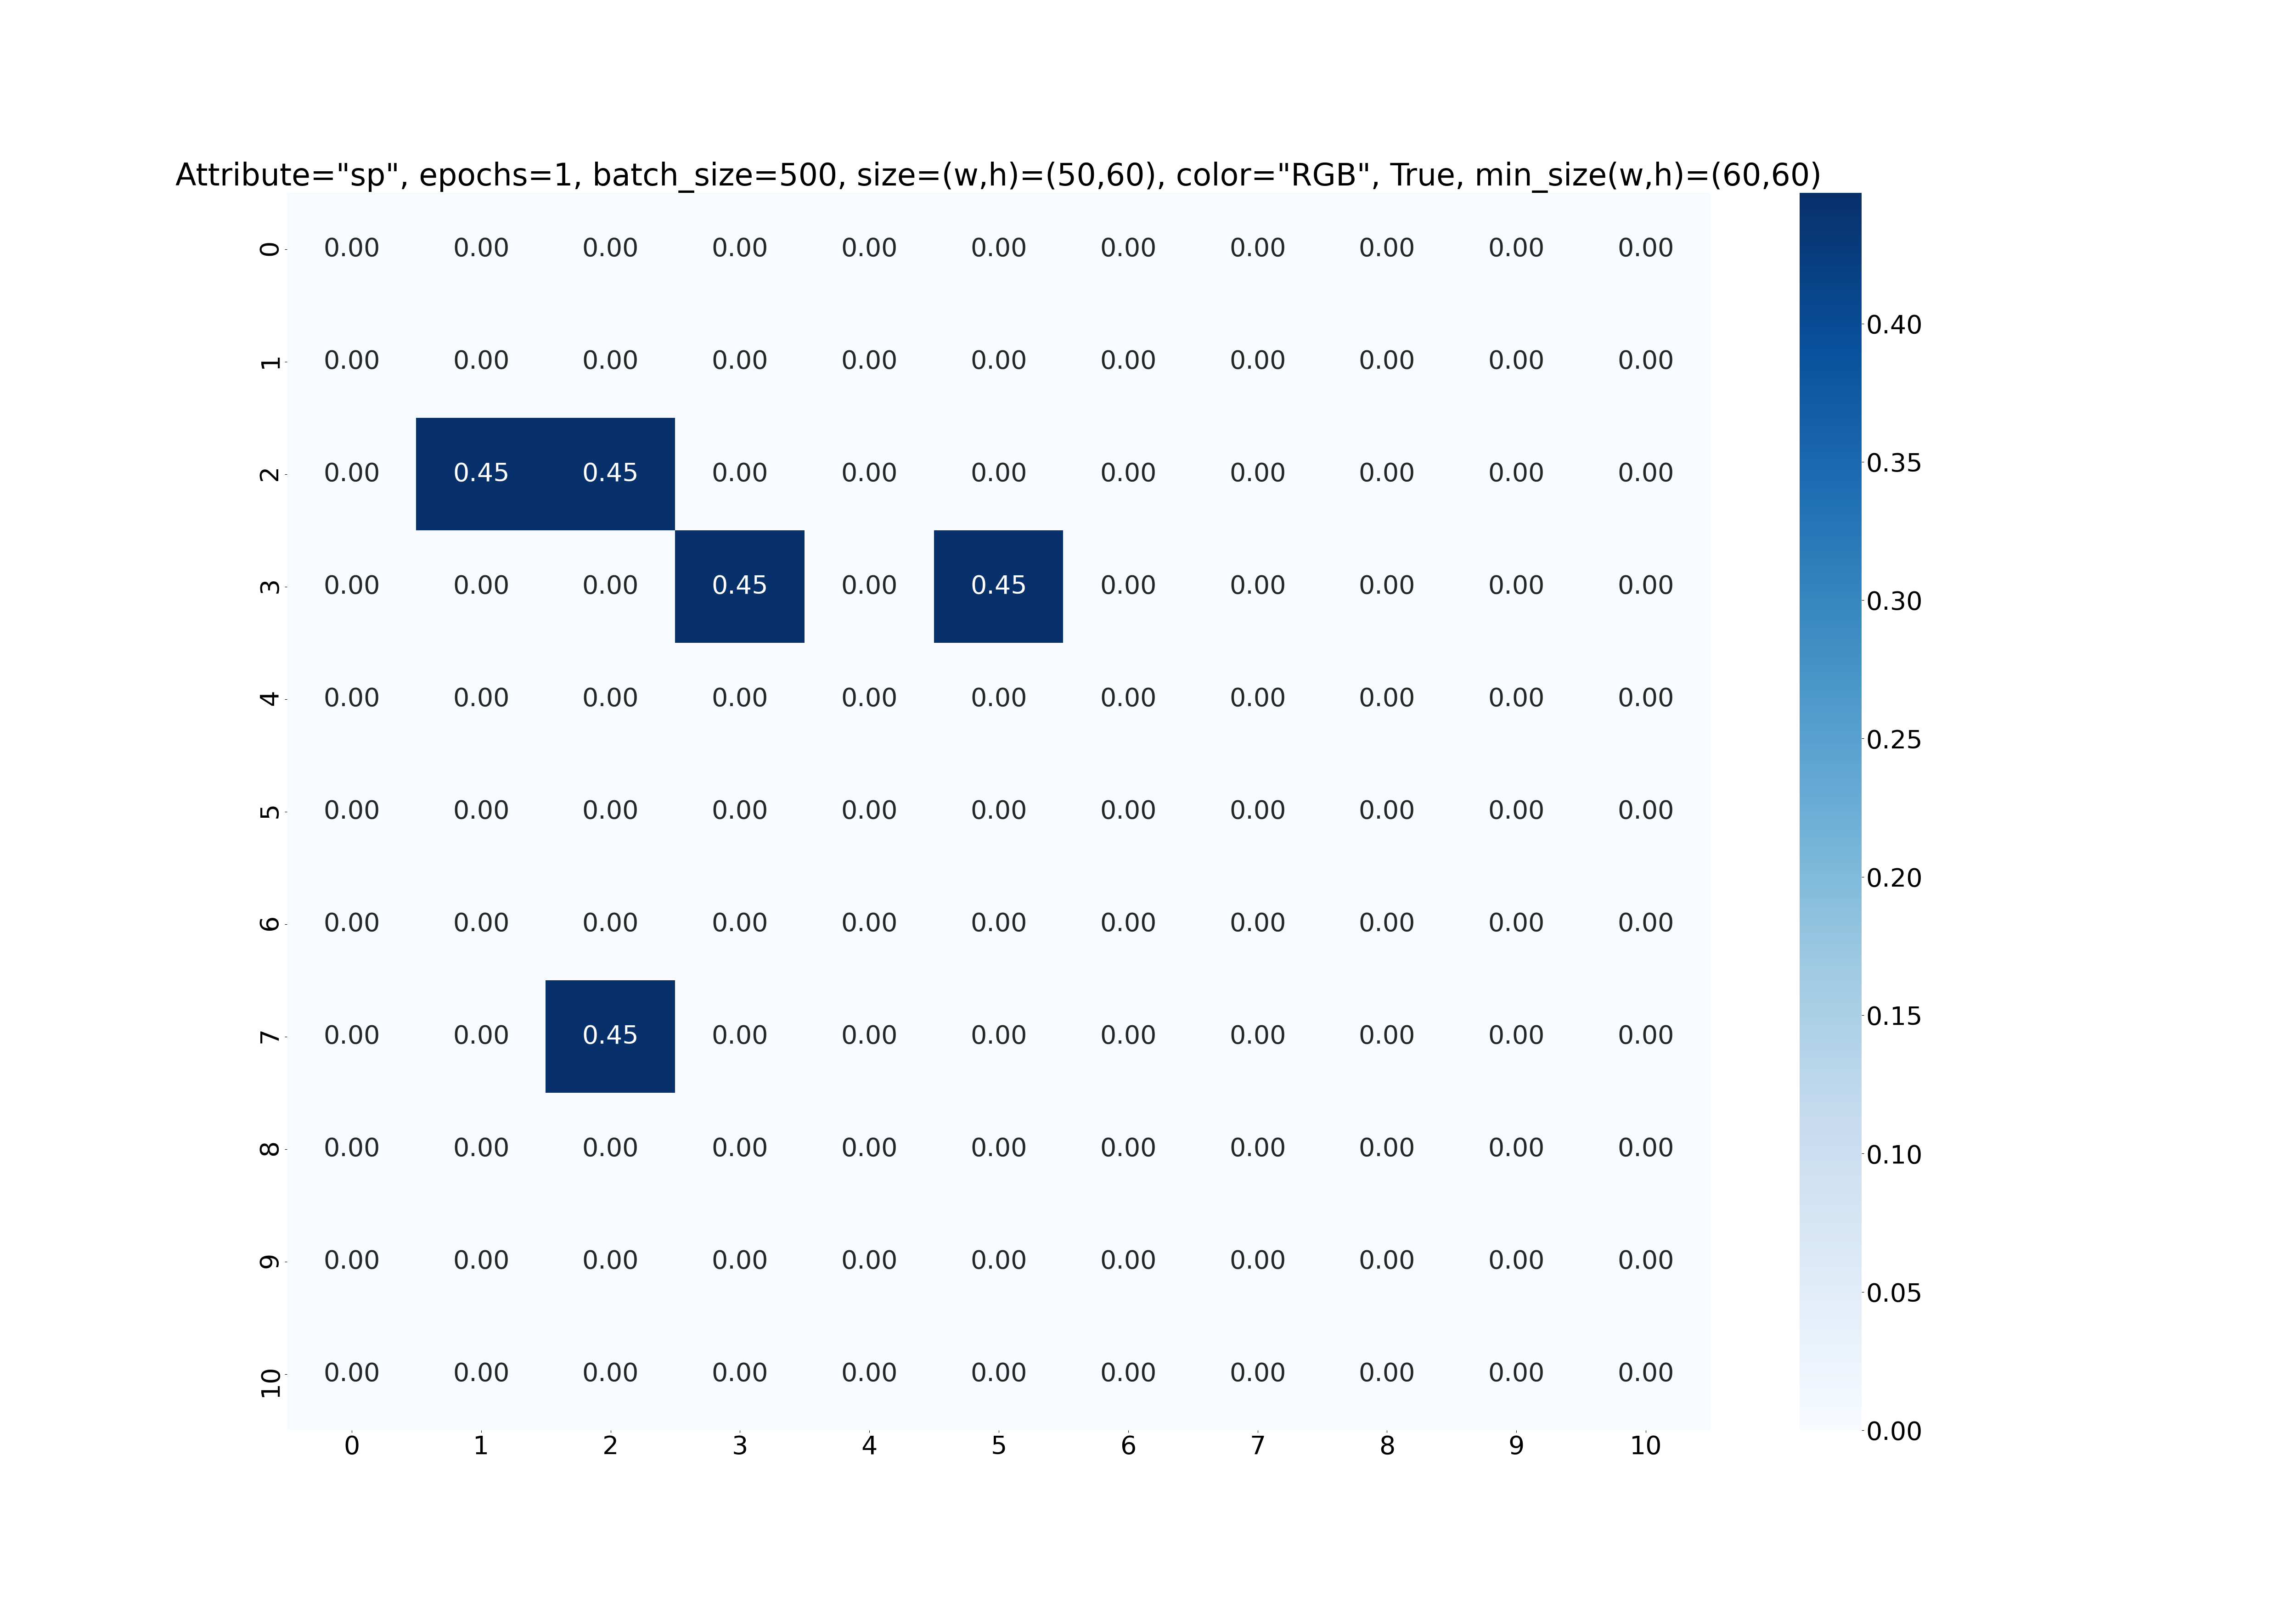 Attribute="sp", epochs=1, batch_size=500, size=(w,h)=(50,60), color="RGB", True, min_size(w,h)=(60,60)
0 0.00 0.00 0.00 0.00 0.00 0.00 0.00 0.00 0.00 0.00 0.00
1 0.00 0.00 0.00 0.00 0.00 0.00 0.00 0.00 0.00 0.00 0.00
2 0.00 0.45 0.45 0.00 0.00 0.00 0.00 0.00 0.00 0.00 0.00
3 0.00 0.00 0.00 0.45 0.00 0.45 0.00 0.00 0.00 0.00 0.00
4 0.00 0.00 0.00 0.00 0.00 0.00 0.00 0.00 0.00 0.00 0.00
5 0.00 0.00 0.00 0.00 0.00 0.00 0.00 0.00 0.00 0.00 0.00
6 0.00 0.00 0.00 0.00 0.00 0.00 0.00 0.00 0.00 0.00 0.00
7 0.00 0.00 0.45 0.00 0.00 0.00 0.00 0.00 0.00 0.00 0.00
8 0.00 0.00 0.00 0.00 0.00 0.00 0.00 0.00 0.00 0.00 0.00
9 0.00 0.00 0.00 0.00 0.00 0.00 0.00 0.00 0.00 0.00 0.00
10 0.00 0.00 0.00 0.00 0.00 0.00 0.00 0.00 0.00 0.00 0.00
0 1 2 3 4 5 6 7 8 9 10
0.40
0.35
0.30
0.25
0.20
0.15
0.10
0.05
0.00